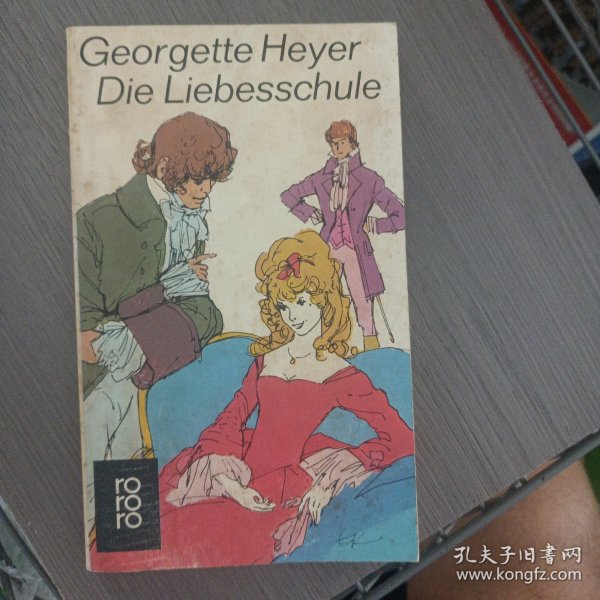 Georgette Heyer
Die Liebesschule
ro
ro
ro
孔夫子旧书网
www.kongfz.com